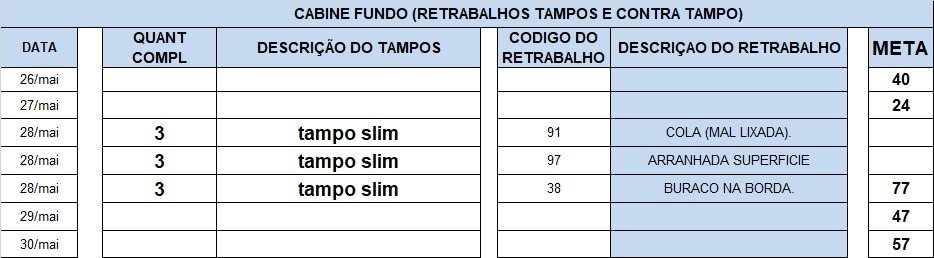 CABINE FUNDO (RETRABALHOS TAMPOS E CONTRA TAMPO)
DATA QUANT COMPL DESCRIÇÃO DO TAMPOS CODIGO DO RETRABALHO DESCRIÇAO DO RETRABALHO META
26/mai 40
27/mai 24
28/mai 3 tampo slim 91 COLA (MAL LIXADA).
28/mai 3 tampo slim 97 ARRANHADA SUPERFICIE
28/mai 3 tampo slim 38 BURACO NA BORDA. 77
29/mai 47
30/mai 57